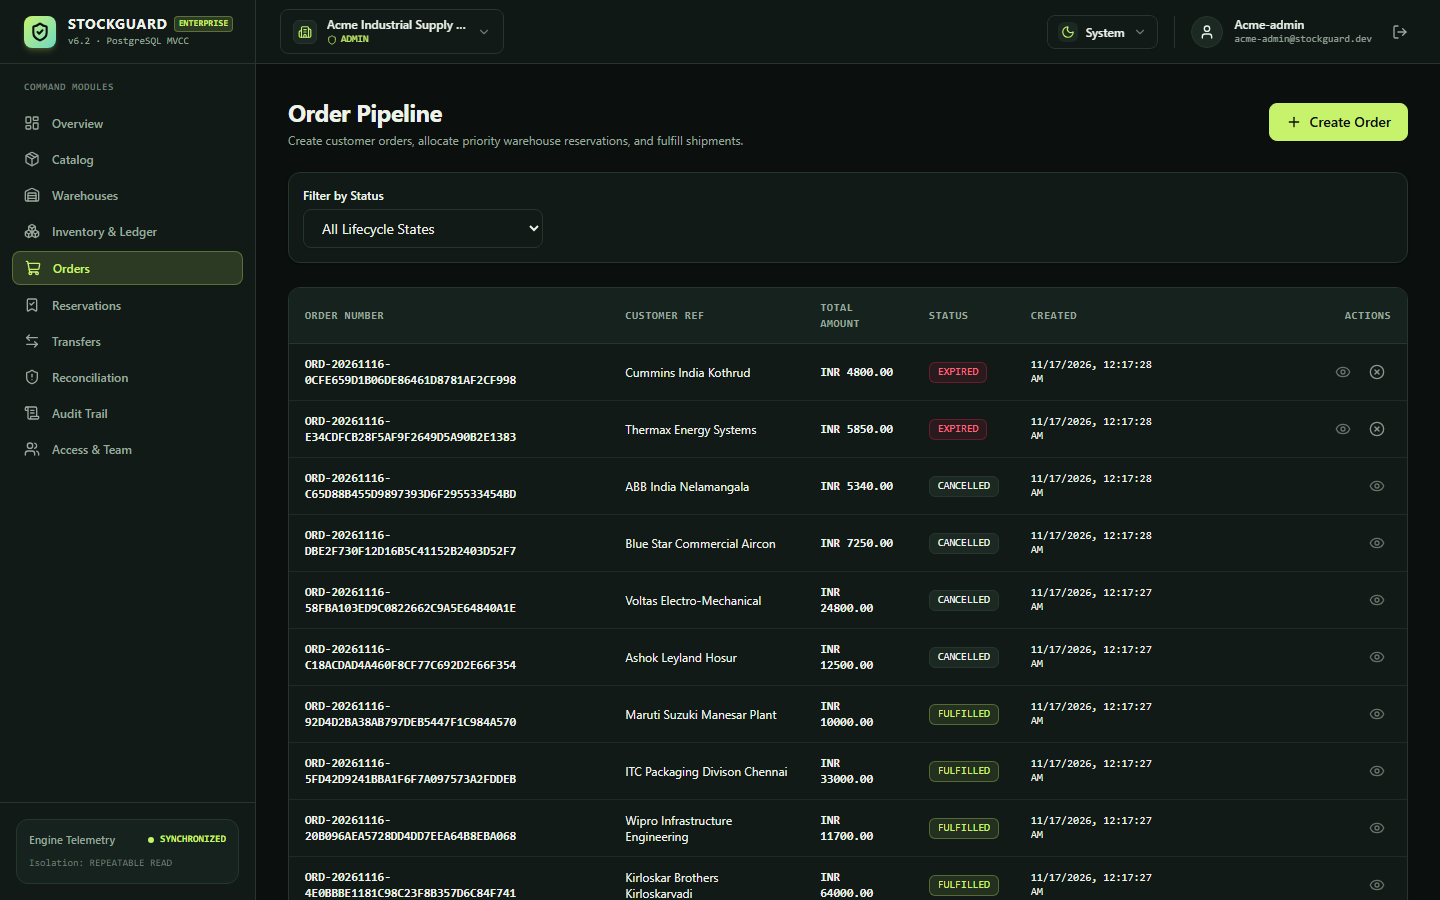 STOCKGUARD ENTERPRISE
v6.2 · PostgreSQL MVCC
Acme Industrial Supply ...
ADMIN
System
Acme-admin
acme-admin@stockguard.dev
COMMAND MODULES
Overview
Catalog
Warehouses
Inventory & Ledger
Orders
Reservations
Transfers
Reconciliation
Audit Trail
Access & Team
Engine Telemetry SYNCHRONIZED
Isolation: REPEATABLE READ
Order Pipeline
Create customer orders, allocate priority warehouse reservations, and fulfill shipments.
Create Order
Filter by Status
All Lifecycle States
ORDER NUMBER CUSTOMER REF TOTAL AMOUNT STATUS CREATED ACTIONS
ORD-20261116-
0CFE659D1B06DE86461D8781AF2CF998
Cummins India Kothrud
INR 4800.00
EXPIRED
11/17/2026, 12:17:28
AM
ORD-20261116-
E34CDFCB28F5AF9F2649D5A90B2E1383
Thermax Energy Systems
INR 5850.00
EXPIRED
11/17/2026, 12:17:28
AM
ORD-20261116-
C65D88B455D9897393D6F295533454BD
ABB India Nelamangala
INR 5340.00
CANCELLED
11/17/2026, 12:17:28
AM
ORD-20261116-
DBE2F730F12D16B5C41152B2403D52F7
Blue Star Commercial Aircon
INR 7250.00
CANCELLED
11/17/2026, 12:17:28
AM
ORD-20261116-
58FBA103ED9C0822662C9A5E64840A1E
Voltas Electro-Mechanical
INR
24800.00
CANCELLED
11/17/2026, 12:17:27
AM
ORD-20261116-
C18ACDAD4A460F8CF77C692D2E66F354
Ashok Leyland Hosur
INR
12500.00
CANCELLED
11/17/2026, 12:17:27
AM
ORD-20261116-
92D4D2BA38AB797DEB5447F1C984A570
Maruti Suzuki Manesar Plant
INR
10000.00
FULFILLED
11/17/2026, 12:17:27
AM
ORD-20261116-
5FD42D9241BBA1F6F7A097573A2FDDEB
ITC Packaging Divison Chennai
INR
33000.00
FULFILLED
11/17/2026, 12:17:27
AM
ORD-20261116-
20B096AEA5728DD4DD7EEA64B8EBA068
Wipro Infrastructure
Engineering
INR
11700.00
FULFILLED
11/17/2026, 12:17:27
AM
ORD-20261116-
4E0BBBE1181C98C23F8B357D6C84F741
Kirloskar Brothers
Kirloskarvadi
INR
64000.00
FULFILLED
11/17/2026, 12:17:27
AM